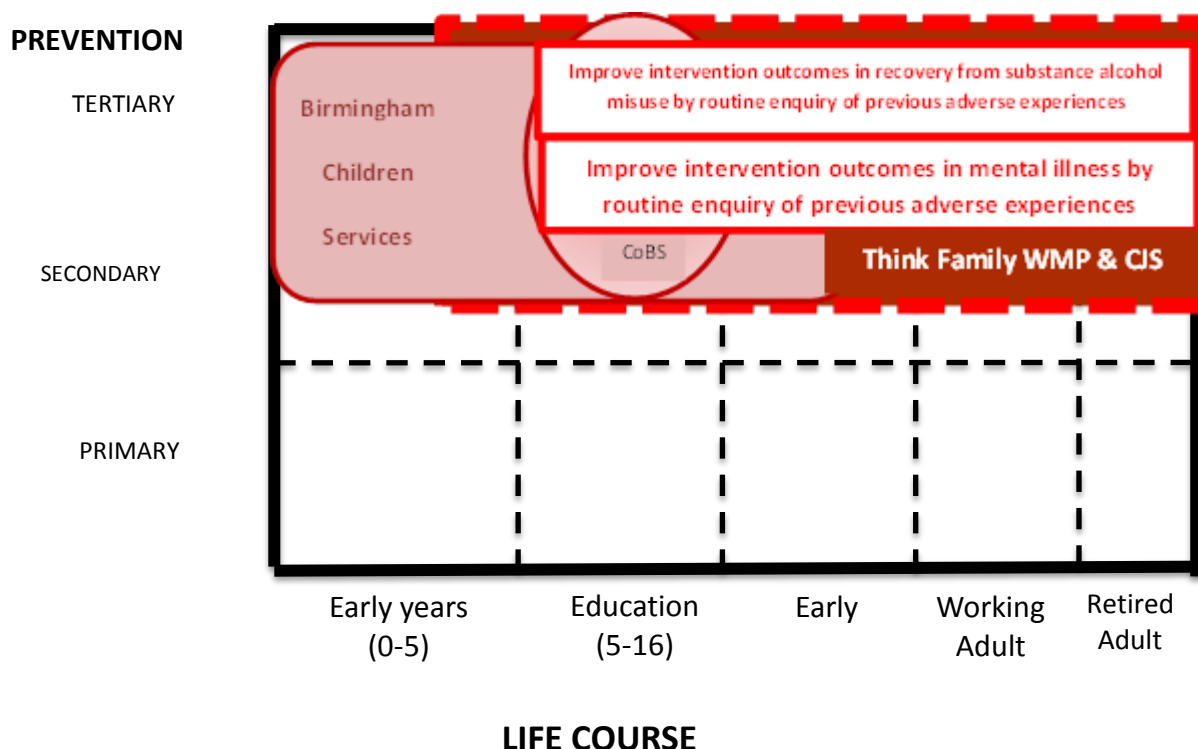 PREVENTION
TERTIARY
Improve intervention outcomes in recovery from substance alcohol
misuse by routine enquiry of previous adverse experiences
Birmingham
Children
Services
Improve intervention outcomes in mental illness by
routine enquiry of previous adverse experiences
CoBS
Think Family WMP & CJS
SECONDARY
PRIMARY
Early years
(0-5)
Education
(5-16)
Early
Working
Adult
Retired
Adult
LIFE COURSE